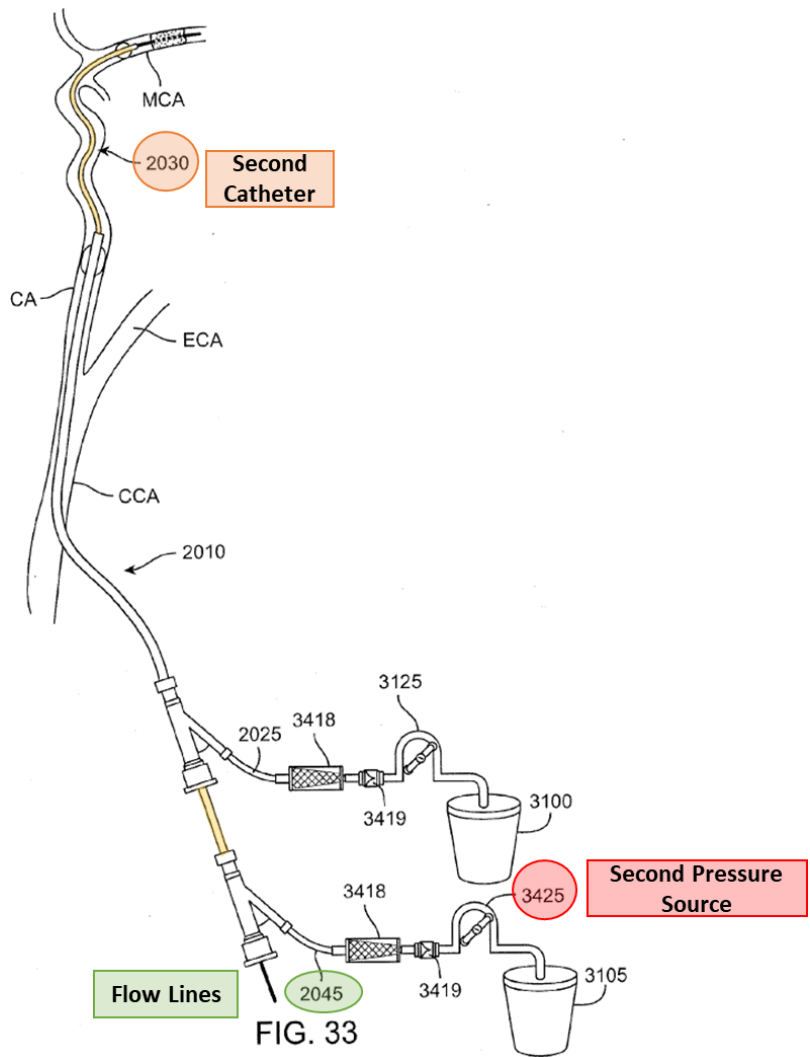 MCA
2030
Second
Catheter
CA
ECA
CCA
2010
3125
3418
2025
3419
3100
Second Pressure
Source
3425
3418
3419
3105
Flow Lines
2045
FIG. 33